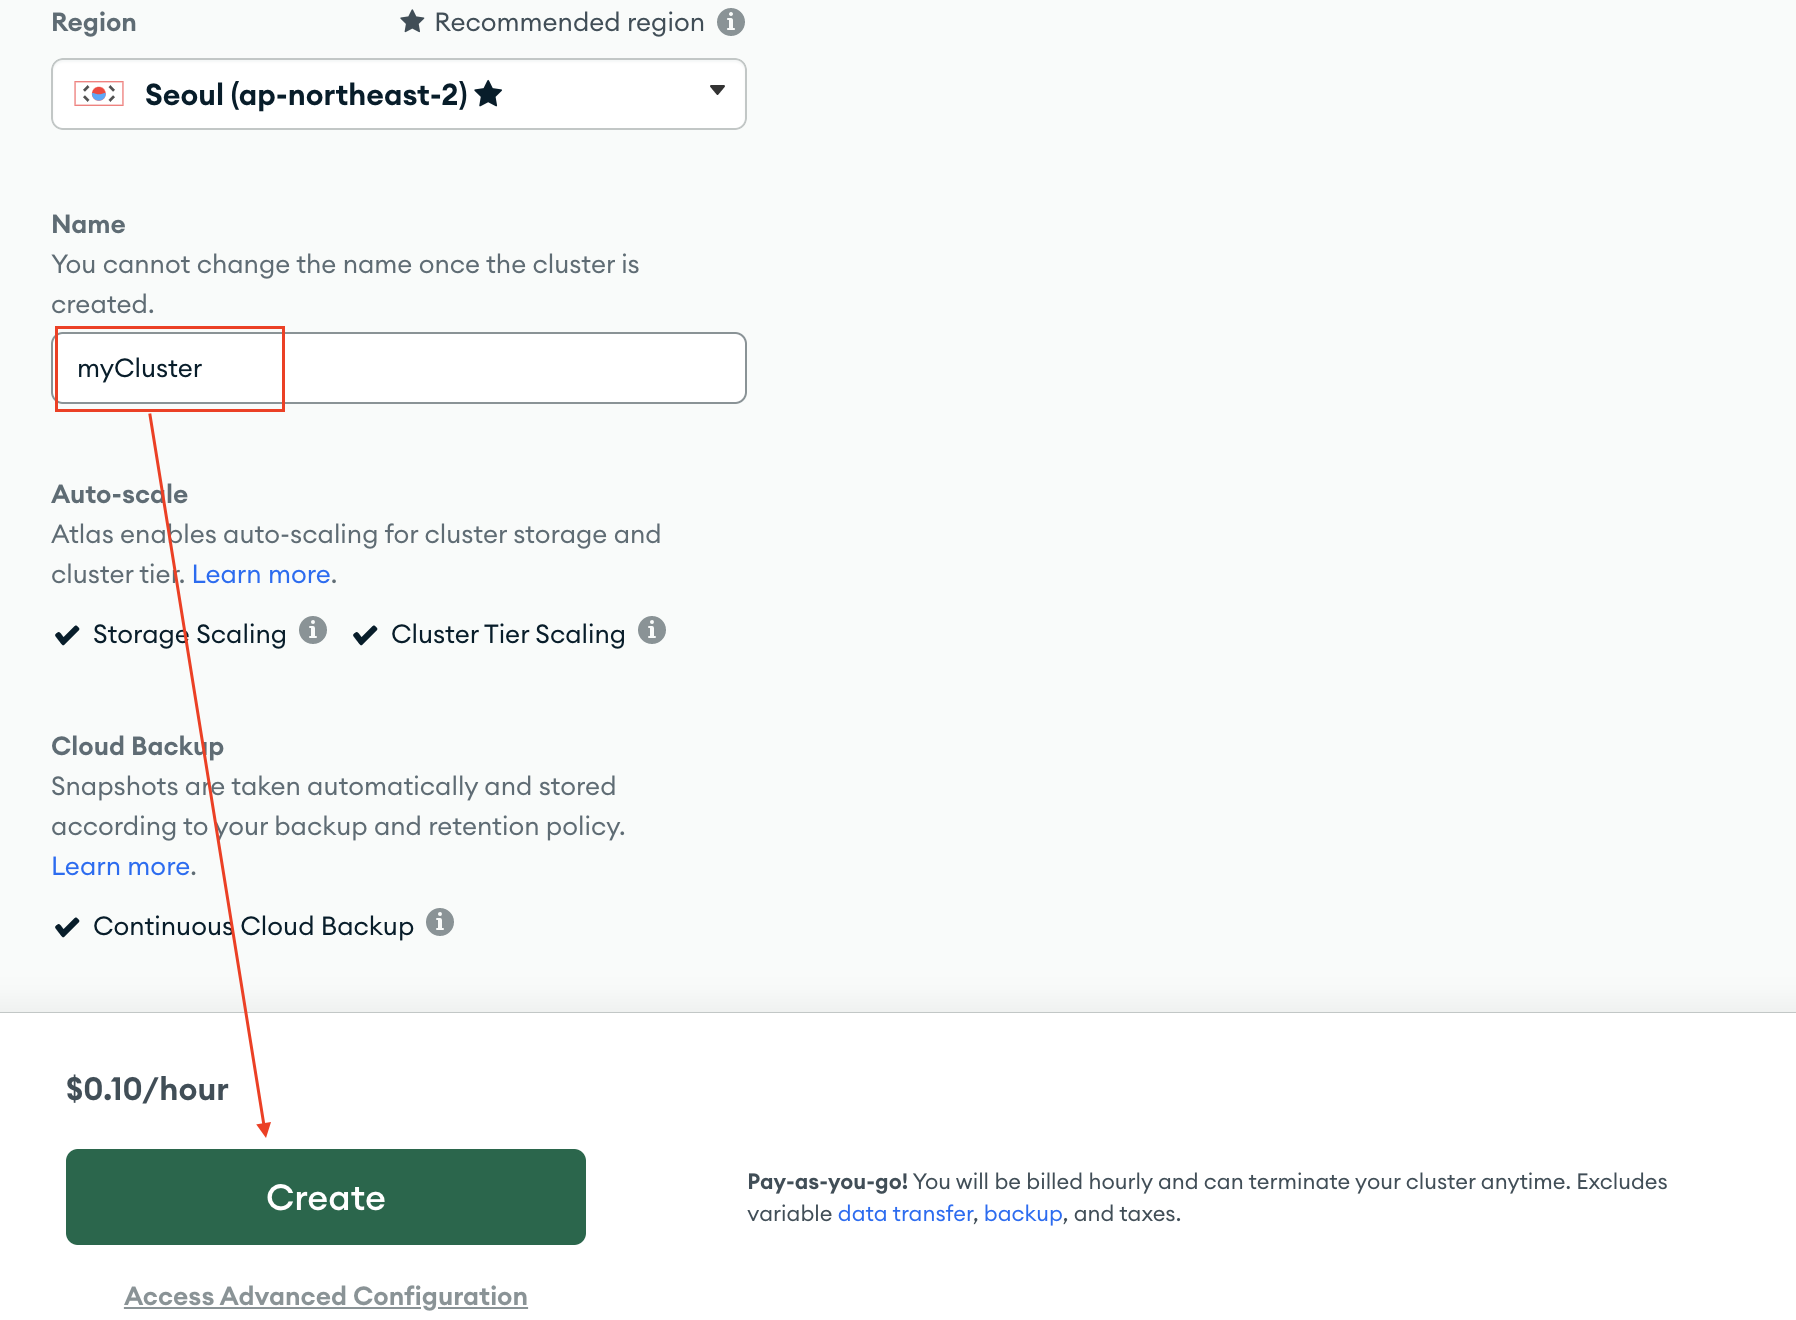 Region
Recommended region
Seoul (ap-northeast-2)
Name
You cannot change the name once the cluster is
created.
myCluster
Auto-scale
Atlas enables auto-scaling for cluster storage and
cluster tier. Learn more.
Storage Scaling
Cluster Tier Scaling
Cloud Backup
Snapshots are taken automatically and stored
according to your backup and retention policy.
Learn more.
Continuous Cloud Backup
$0.10/hour
Create
Pay-as-you-go! You will be billed hourly and can terminate your cluster anytime. Excludes
variable data transfer, backup, and taxes.
Access Advanced Configuration